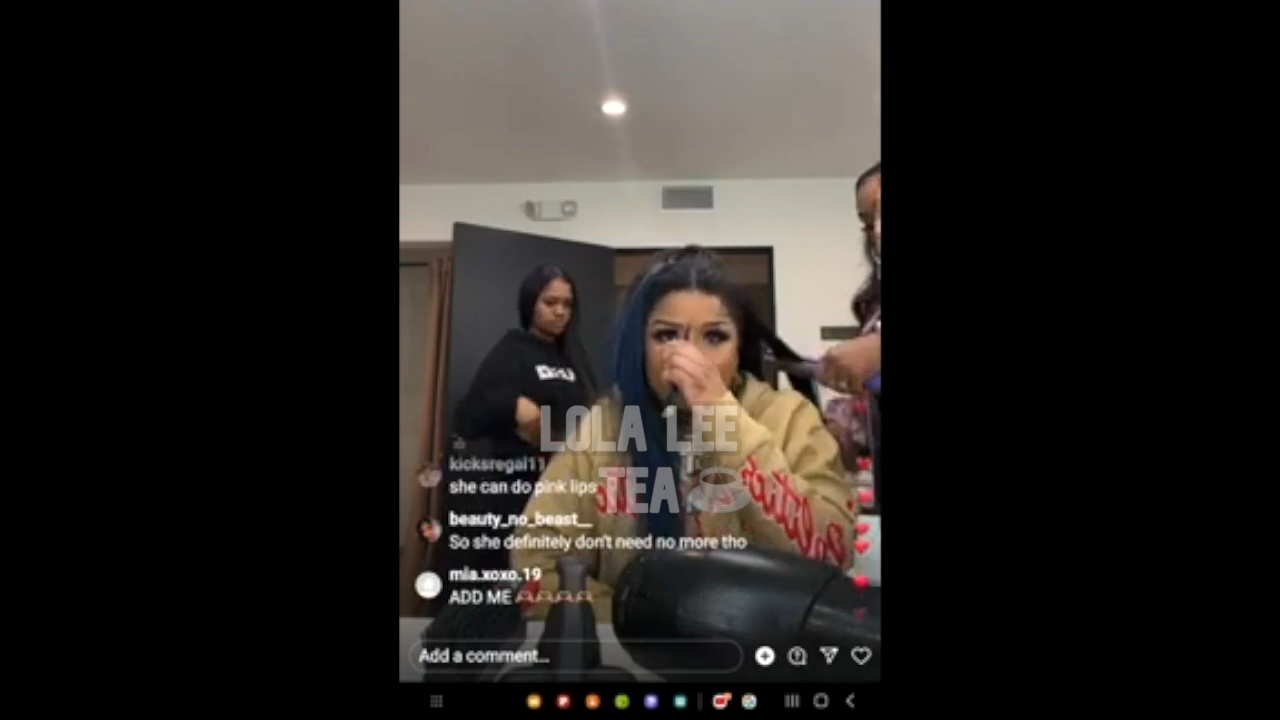 LOLA LEE
TEA
kicksregal11
she can do pink lips
beauty_no_beast__
So she definitely don't need no more tho
mia.xoxo.19
ADD ME
Add a comment...